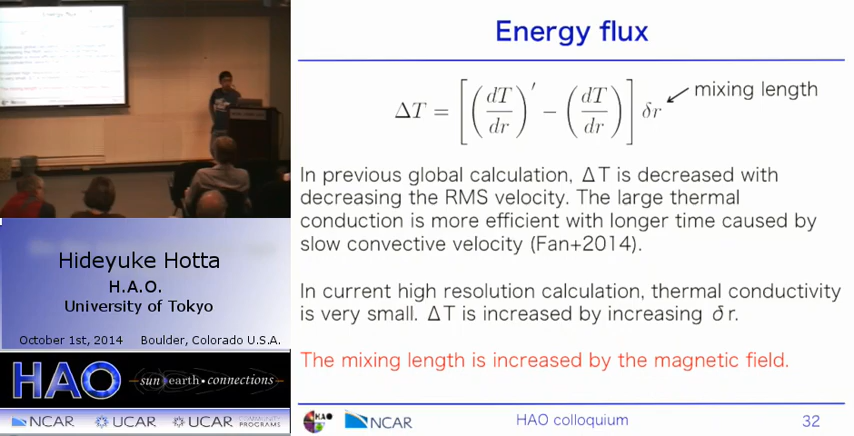 Energy flux
ΔT = [(dT/dr)′ − (dT/dr)] δr
mixing length
In previous global calculation, ΔT is decreased with
decreasing the RMS velocity. The large thermal
conduction is more efficient with longer time caused by
slow convective velocity (Fan+2014).
In current high resolution calculation, thermal conductivity
is very small. ΔT is increased by increasing δr.
The mixing length is increased by the magnetic field.
HAO
NCAR
HAO colloquium
32
Energy flux
Hideyuke Hotta
H.A.O.
University of Tokyo
October 1st, 2014 Boulder, Colorado U.S.A.
HAO sun earth • connections
NCAR UCAR UCAR COMMUNITY
PROGRAMS